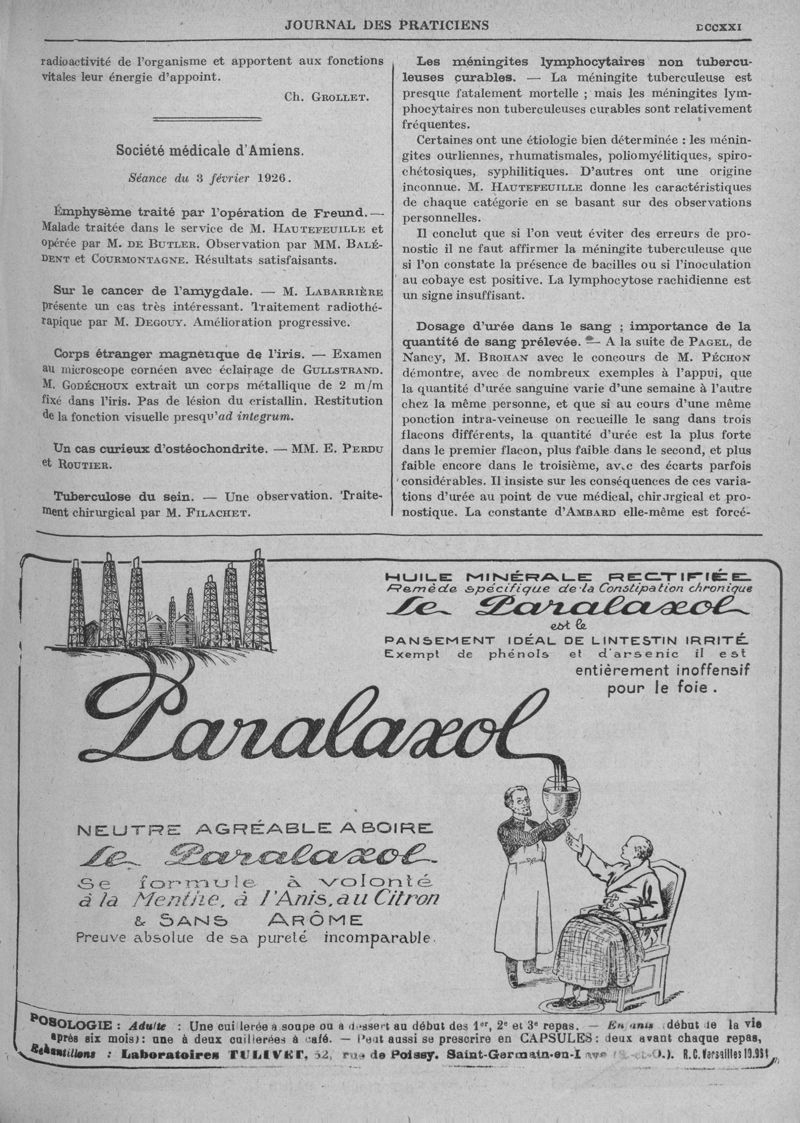 JOURNAL DES PRATICIENS
DCCXXI
radioactivité de l'organisme et apportent aux fonctions
vitales leur énergie d'appoint.
Ch. GROLLET.
Société médicale d'Amiens.
Séance du 3 février 1926.
Emphysème traité par l'opération de Freund. —
Malade traitée dans le service de M. HAUTEFEUILLE et
opérée par M. DE BUTLER. Observation par MM. BALÉ-
DENT et COURMONTAGNE. Résultats satisfaisants.
Sur le cancer de l'amygdale. — M. LABARRIÈRE
présente un cas très intéressant. Traitement radiothé-
rapique par M. DEGOUY. Amélioration progressive.
Corps étranger magnétique de l'iris. — Examen
au microscope cornéen avec éclairage de GULLSTRAND.
M. GODÉCHOUX extrait un corps métallique de 2 m/m
fixé dans l'iris. Pas de lésion du cristallin. Restitution
de la fonction visuelle presqu'ad integrum.
Un cas curieux d'ostéochondrite. — MM. E. PERDU
et ROUTIER.
Tuberculose du sein. — Une observation. Traite-
ment chirurgical par M. FILACHET.
Les méningites lymphocytaires non tubercu-
leuses curables. — La méningite tuberculeuse est
presque fatalement mortelle ; mais les méningites lym-
phocytaires non tuberculeuses curables sont relativement
fréquentes.
Certaines ont une étiologie bien déterminée : les ménin-
gites ourliennes, rhumatismales, poliomyélitiques, spiro-
chétosiques, syphilitiques. D'autres ont une origine
inconnue. M. HAUTEFEUILLE donne les caractéristiques
de chaque catégorie en se basant sur des observations
personnelles.
Il conclut que si l'on veut éviter des erreurs de pro-
nostic il ne faut affirmer la méningite tuberculeuse que
si l'on constate la présence de bacilles ou si l'inoculation
au cobaye est positive. La lymphocytose rachidienne est
un signe insuffisant.
Dosage d'urée dans le sang ; importance de la
quantité de sang prélevée. — A la suite de PAGEL, de
Nancy, M. BROHAN avec le concours de M. PÉCHON
démontre, avec de nombreux exemples à l'appui, que
la quantité d'urée sanguine varie d'une semaine à l'autre
chez la même personne, et que si au cours d'une même
ponction intra-veineuse on recueille le sang dans trois
flacons différents, la quantité d'urée est la plus forte
dans le premier flacon, plus faible dans le second, et plus
faible encore dans le troisième, avec des écarts parfois
considérables. Il insiste sur les conséquences de ces varia-
tions d'urée au point de vue médical, chirurgical et pro-
nostique. La constante d'AMBARD elle-même est forcé-
HUILE MINÉRALE RECTIFIÉE
Remède spécifique de la Constipation chronique
Le Paralaxol
est le
PANSEMENT IDÉAL DE L'INTESTIN IRRITÉ
Exempt de phénols et d'arsenic il est
entièrement inoffensif
pour le foie.
Paralaxol
NEUTRE AGRÉABLE A BOIRE
Le Paralaxol
Se formule à volonté
à la Menthe, à l'Anis, au Citron
& SANS ARÔME
Preuve absolue de sa pureté incomparable.
POSOLOGIE : Adulte : Une cuillerée à soupe ou à dessert au début des 1er, 2e et 3e repas. — Enfants début de la vie
après six mois) : une à deux cuillerées à café. — Peut aussi se prescrire en CAPSULES : deux avant chaque repas,
Echantillons : Laboratoires TULIVET, 52, rue de Poissy. Saint-Germain-en-Laye (S.-et-O.). R.C. Versailles